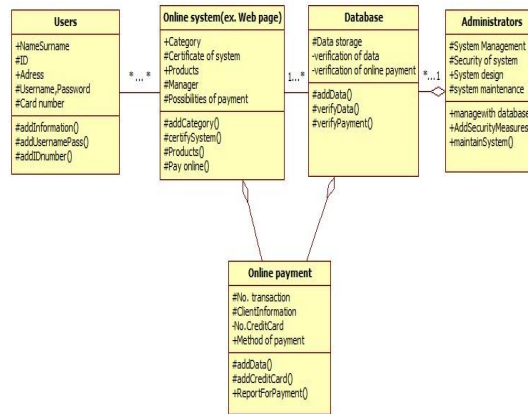 Users
+NameSurname
#ID
+Adress
#Username,Password
#Card number
#addInformation()
#addUsernamePass()
#addIDnumber()
*... *
Online system(ex. Web page)
+Category
#Certificate of system
+Products
#Manager
#Possibilities of payment
#addCategory()
#certifySystem()
#Products()
#Pay online()
1...*
Database
#Data storage
-verification of data
-verification of online payment
#addData()
#verifyData()
#verifyPayment()
*...1
Administrators
#System Management
#Security of system
+System design
#system maintenance
+managewith database
+AddSecurityMeasures
+maintainSystem()
Online payment
#No. transaction
#ClientInformation
-No.CreditCard
+Method of payment
#addData()
#addCreditCard()
+ReportForPayment()